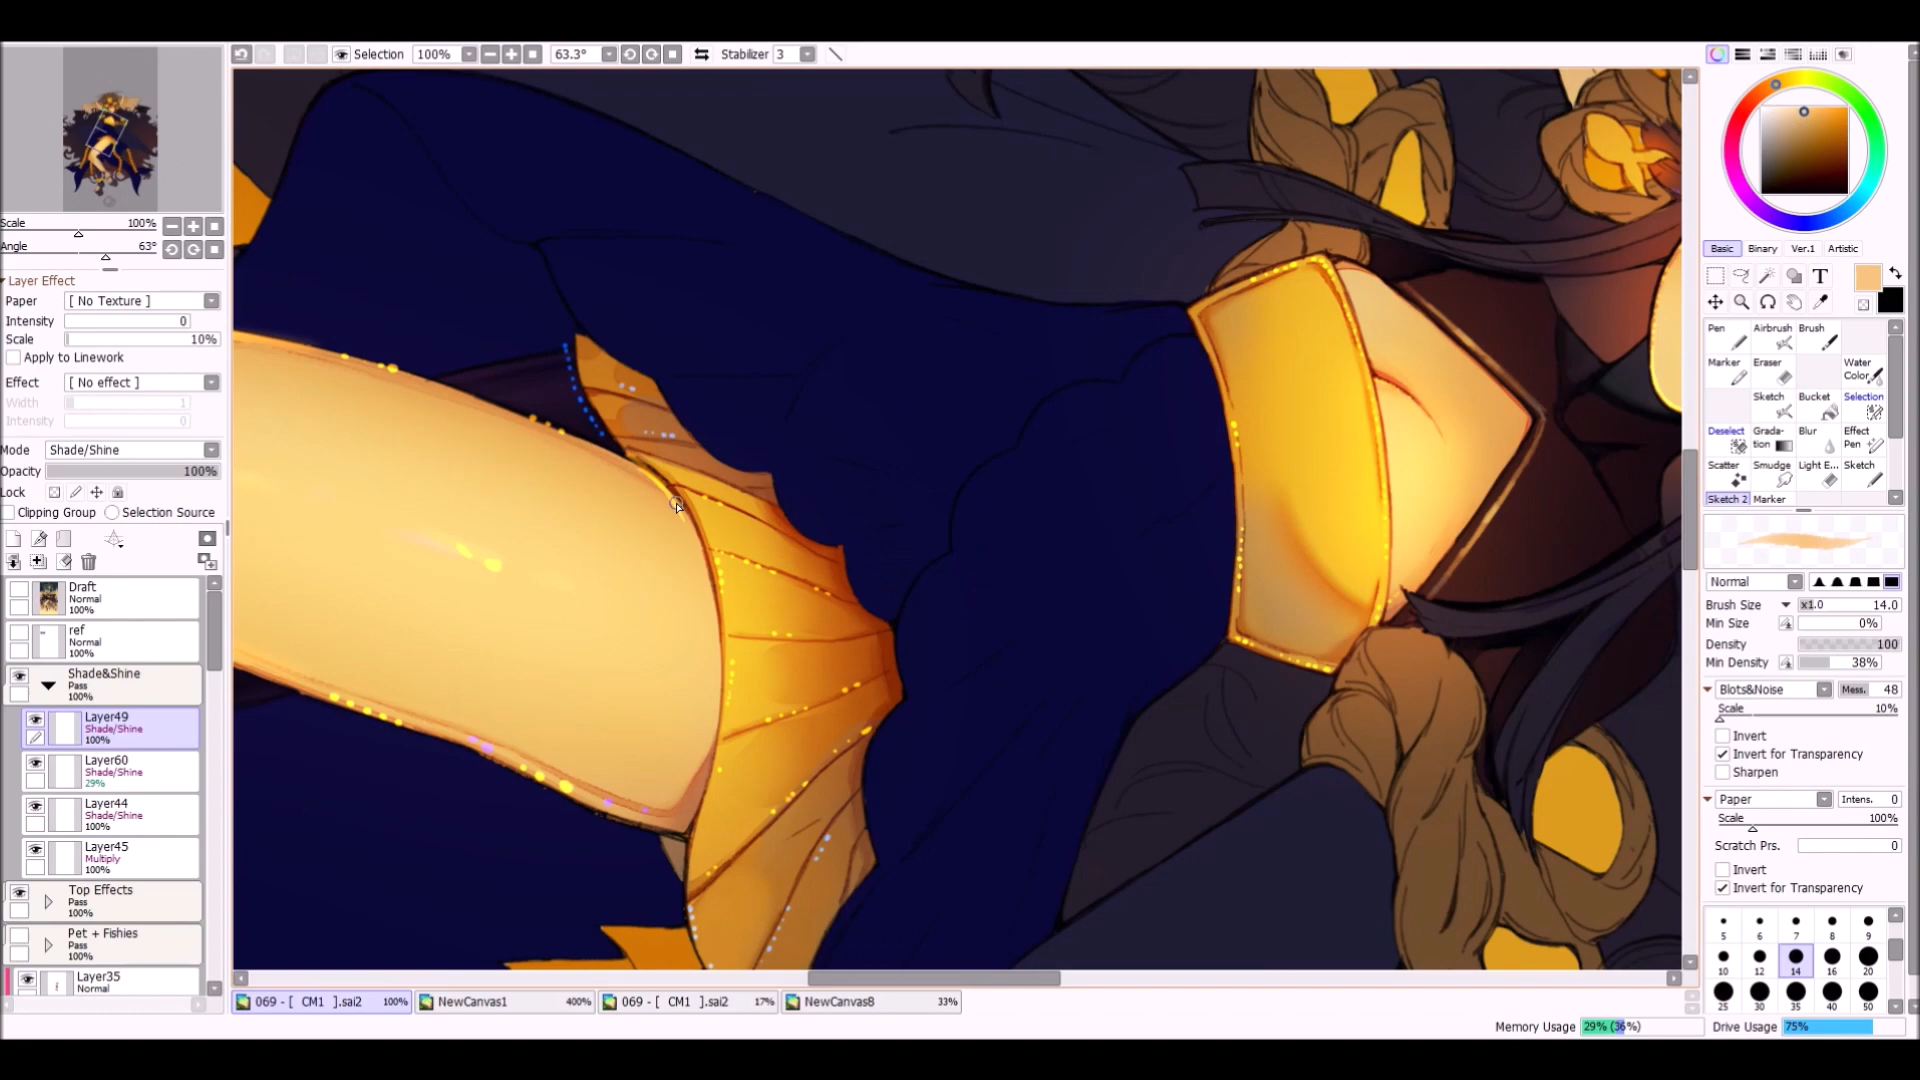 Selection 100% 63.3° Stabilizer 3
Scale 100%
Angle 63°
Layer Effect
Paper [ No Texture ]
Intensity 0
Scale 10%
Apply to Linework
Effect [ No effect ]
Width 1
Intensity 0
Mode Shade/Shine
Opacity 100%
Lock
Clipping Group Selection Source
Draft
Normal
100%
ref
Normal
100%
Shade&Shine
Pass
100%
Layer49
Shade/Shine
100%
Layer60
Shade/Shine
29%
Layer44
Shade/Shine
100%
Layer45
Multiply
100%
Top Effects
Pass
100%
Pet + Fishies
Pass
100%
Layer35
Normal
069 - [ CM1 ].sai2 100% NewCanvas1 400% 069 - [ CM1 ].sai2 17% NewCanvas8 33%
Memory Usage 29% (36%) Drive Usage 75%
Basic Binary Ver.1 Artistic
T
Pen Airbrush Brush
Marker Eraser Water Color
Sketch Bucket Selection
Deselect Grada-tion Blur Effect Pen
Scatter Smudge Light E... Sketch
Sketch 2 Marker
Normal
Brush Size x1.0 14.0
Min Size 0%
Density 100
Min Density 38%
Blots&Noise Mess. 48
Scale 10%
Invert
Invert for Transparency
Sharpen
Paper Intens. 0
Scale 100%
Scratch Prs. 0
Invert
Invert for Transparency
5 6 7 8 9
10 12 14 16 20
25 30 35 40 50